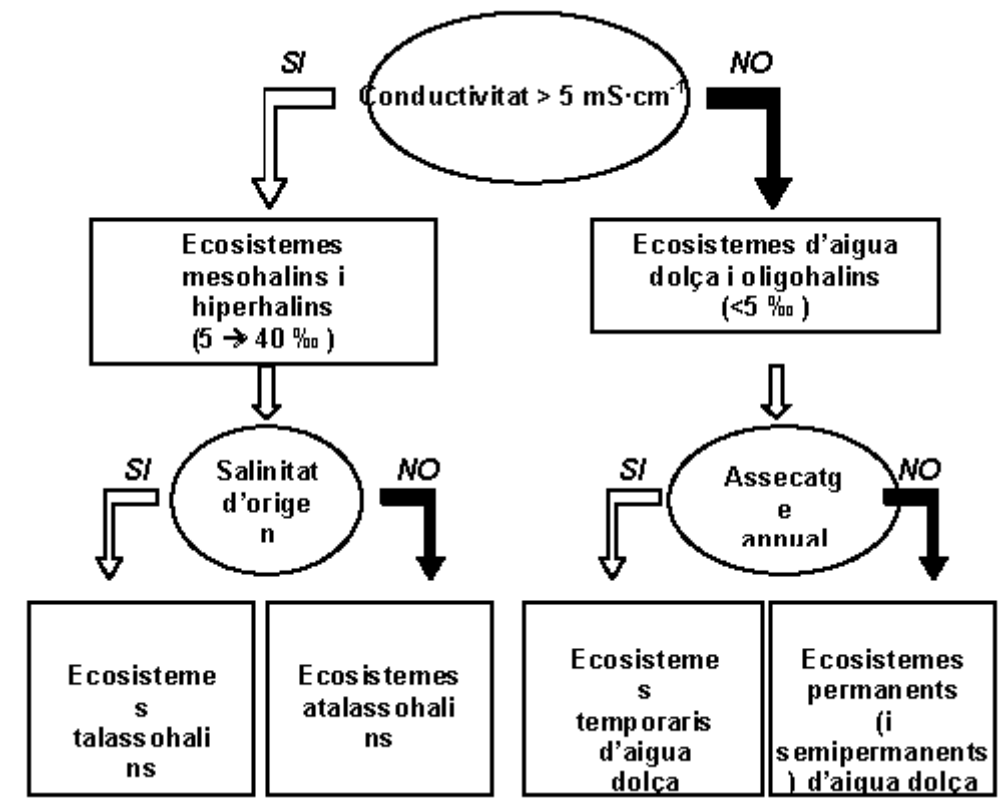 SI
Conductivitat > 5 mS·cm⁻¹
NO
Ecosistemes
mesohalins i
hiperhalins
(5 → 40 ‰ )
Ecosistemes d'aigua
dolça i oligohalins
(<5 ‰ )
SI
Salinitat
d'orige
n
NO
SI
Assecatg
e
annual
NO
Ecosisteme
s
talassohali
ns
Ecosistemes
atalassohali
ns
Ecosisteme
s
temporaris
d'aigua
dolça
Ecosistemes
permanents
(i
semipermanents
) d'aigua dolça